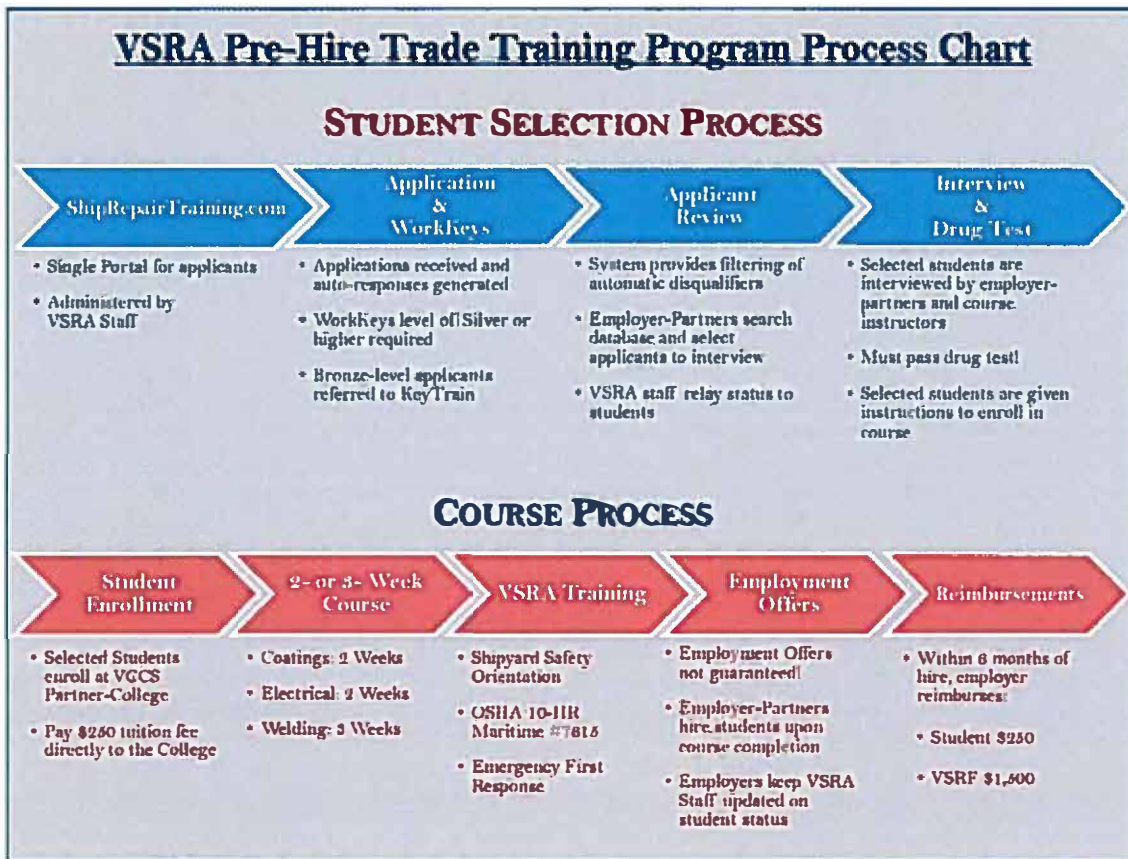 VSRA Pre-Hire Trade Training Program Process Chart
STUDENT SELECTION PROCESS
ShipRepairTraining.com
Application
&
WorkKeys
Applicant
Review
Interview
&
Drug Test
• Single Portal for applicants
• Administered by
VSRA Staff
• Applications received and
auto-responses generated
• WorkKeys level of Silver or
higher required
• Bronze-level applicants
referred to KeyTrain
• System provides filtering of
automatic disqualifiers
• Employer-Partners search
database and select
applicants to interview
• VSRA staff relay status to
students
• Selected students are
interviewed by employer-
partners and course
instructors
• Must pass drug test!
• Selected students are given
instructions to enroll in
course
COURSE PROCESS
Student
Enrollment
2- or 3- Week
Course
VSRA Training
Employment
Offers
Reimbursements
• Selected Students
enroll at VCCS
Partner-College
• Pay $250 tuition fee
directly to the College
• Coatings: 2 Weeks
• Electrical: 2 Weeks
• Welding: 3 Weeks
• Shipyard Safety
Orientation
• OSHA 10-HR
Maritime #7615
• Emergency First
Response
• Employment Offers
not guaranteed!
• Employer-Partners
hire students upon
course completion
• Employers keep VSRA
Staff updated on
student status
• Within 6 months of
hire, employer
reimburses:
• Student $250
• VSRF $1,500